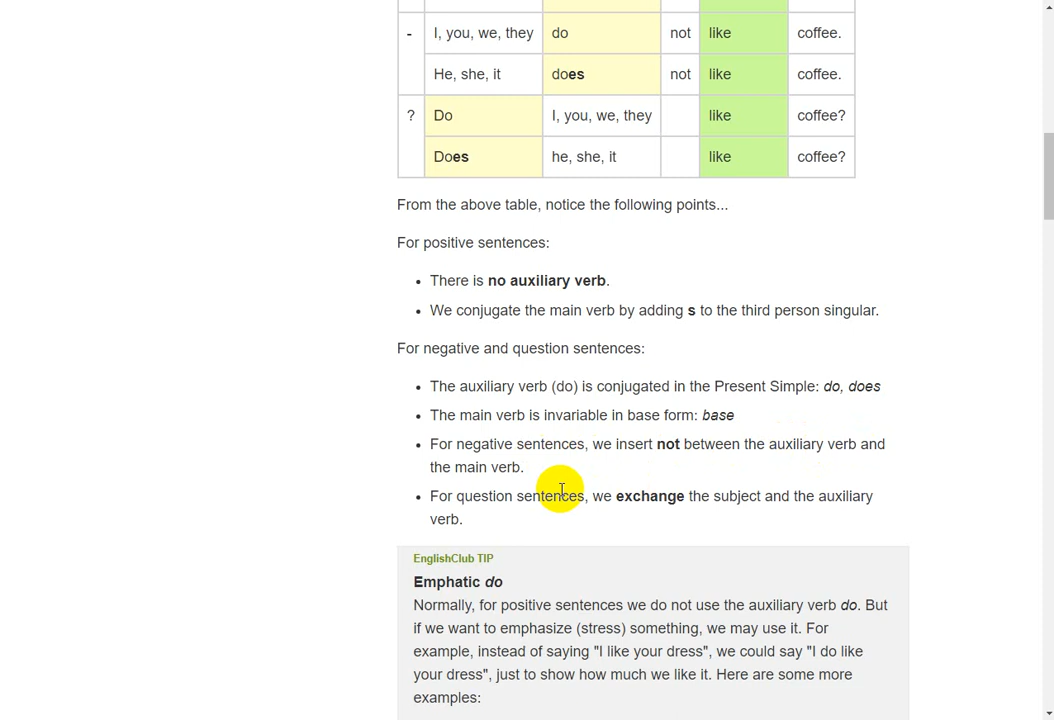 - I, you, we, they do not like coffee.
He, she, it does not like coffee.
? Do I, you, we, they like coffee?
Does he, she, it like coffee?
From the above table, notice the following points...
For positive sentences:
• There is no auxiliary verb.
• We conjugate the main verb by adding s to the third person singular.
For negative and question sentences:
• The auxiliary verb (do) is conjugated in the Present Simple: do, does
• The main verb is invariable in base form: base
• For negative sentences, we insert not between the auxiliary verb and
the main verb.
• For question sentences, we exchange the subject and the auxiliary
verb.
EnglishClub TIP
Emphatic do
Normally, for positive sentences we do not use the auxiliary verb do. But
if we want to emphasize (stress) something, we may use it. For
example, instead of saying "I like your dress", we could say "I do like
your dress", just to show how much we like it. Here are some more
examples: